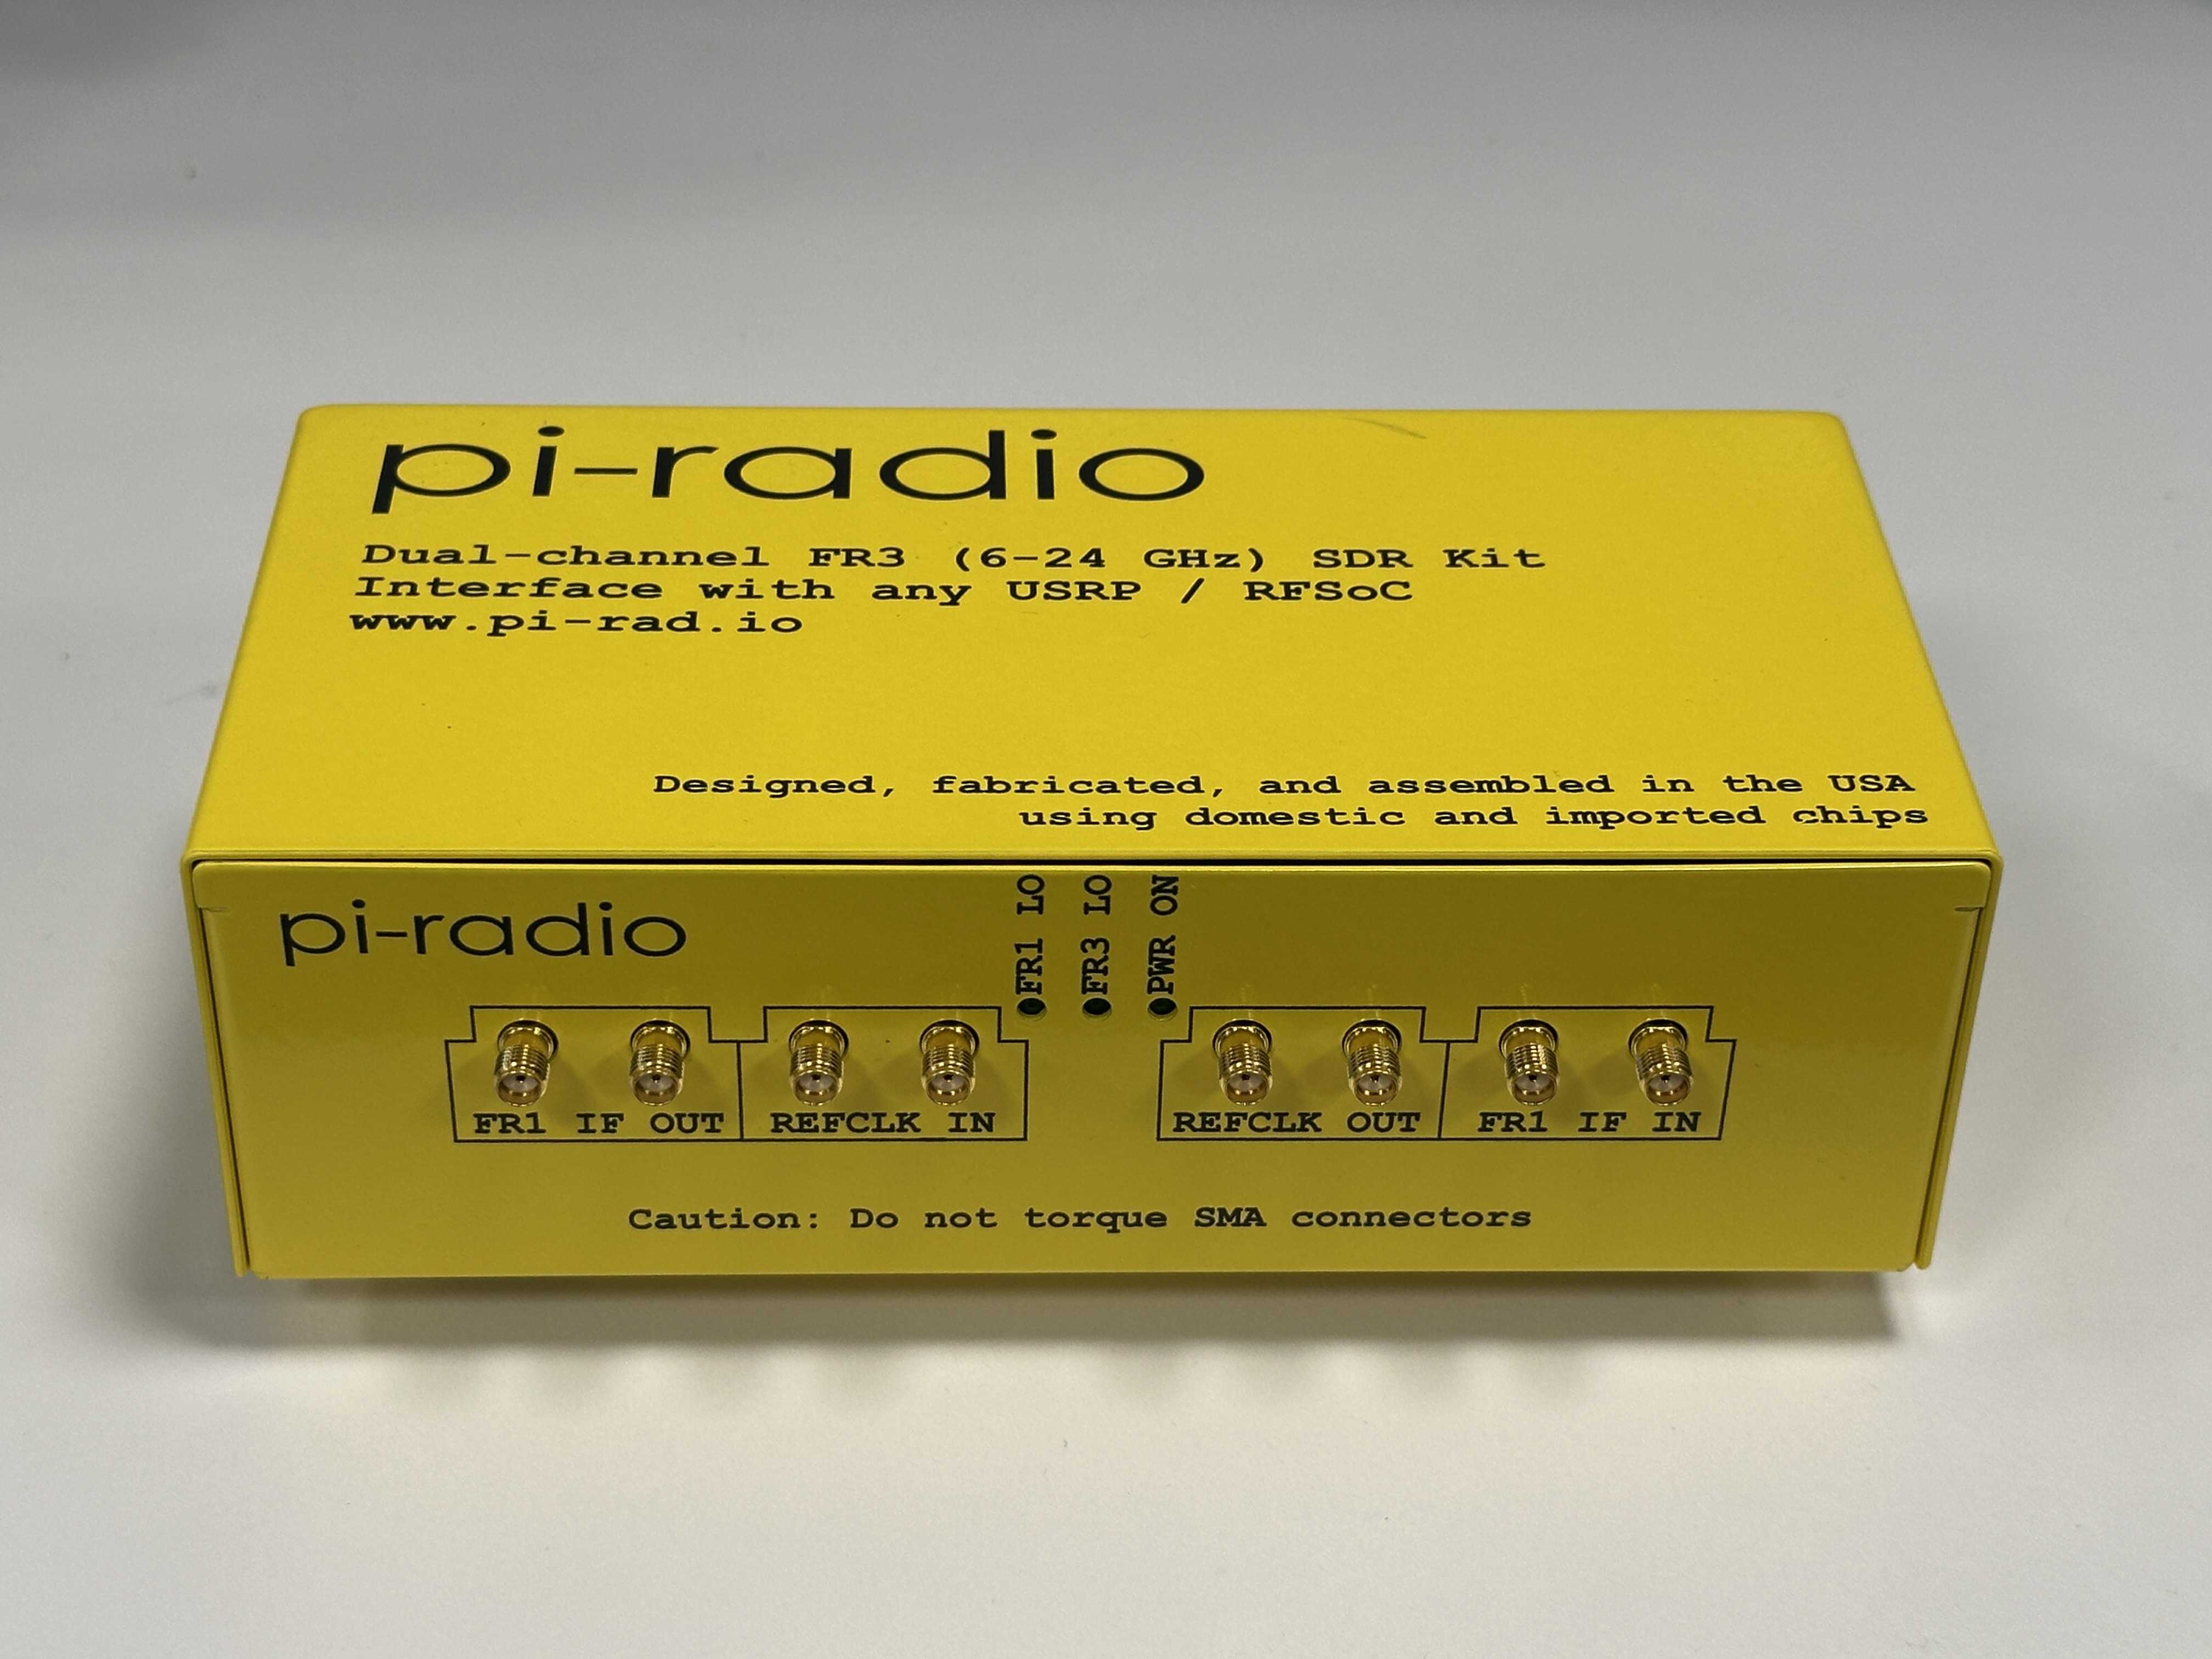 pi-radio
Dual-channel FR3 (6-24 GHz) SDR Kit
Interface with any USRP / RFSoC
www.pi-rad.io
Designed, fabricated, and assembled in the USA
using domestic and imported chips
pi-radio
FR1 LO
FR3 LO
PWR ON
FR1 IF OUT
REFCLK IN
REFCLK OUT
FR1 IF IN
Caution: Do not torque SMA connectors